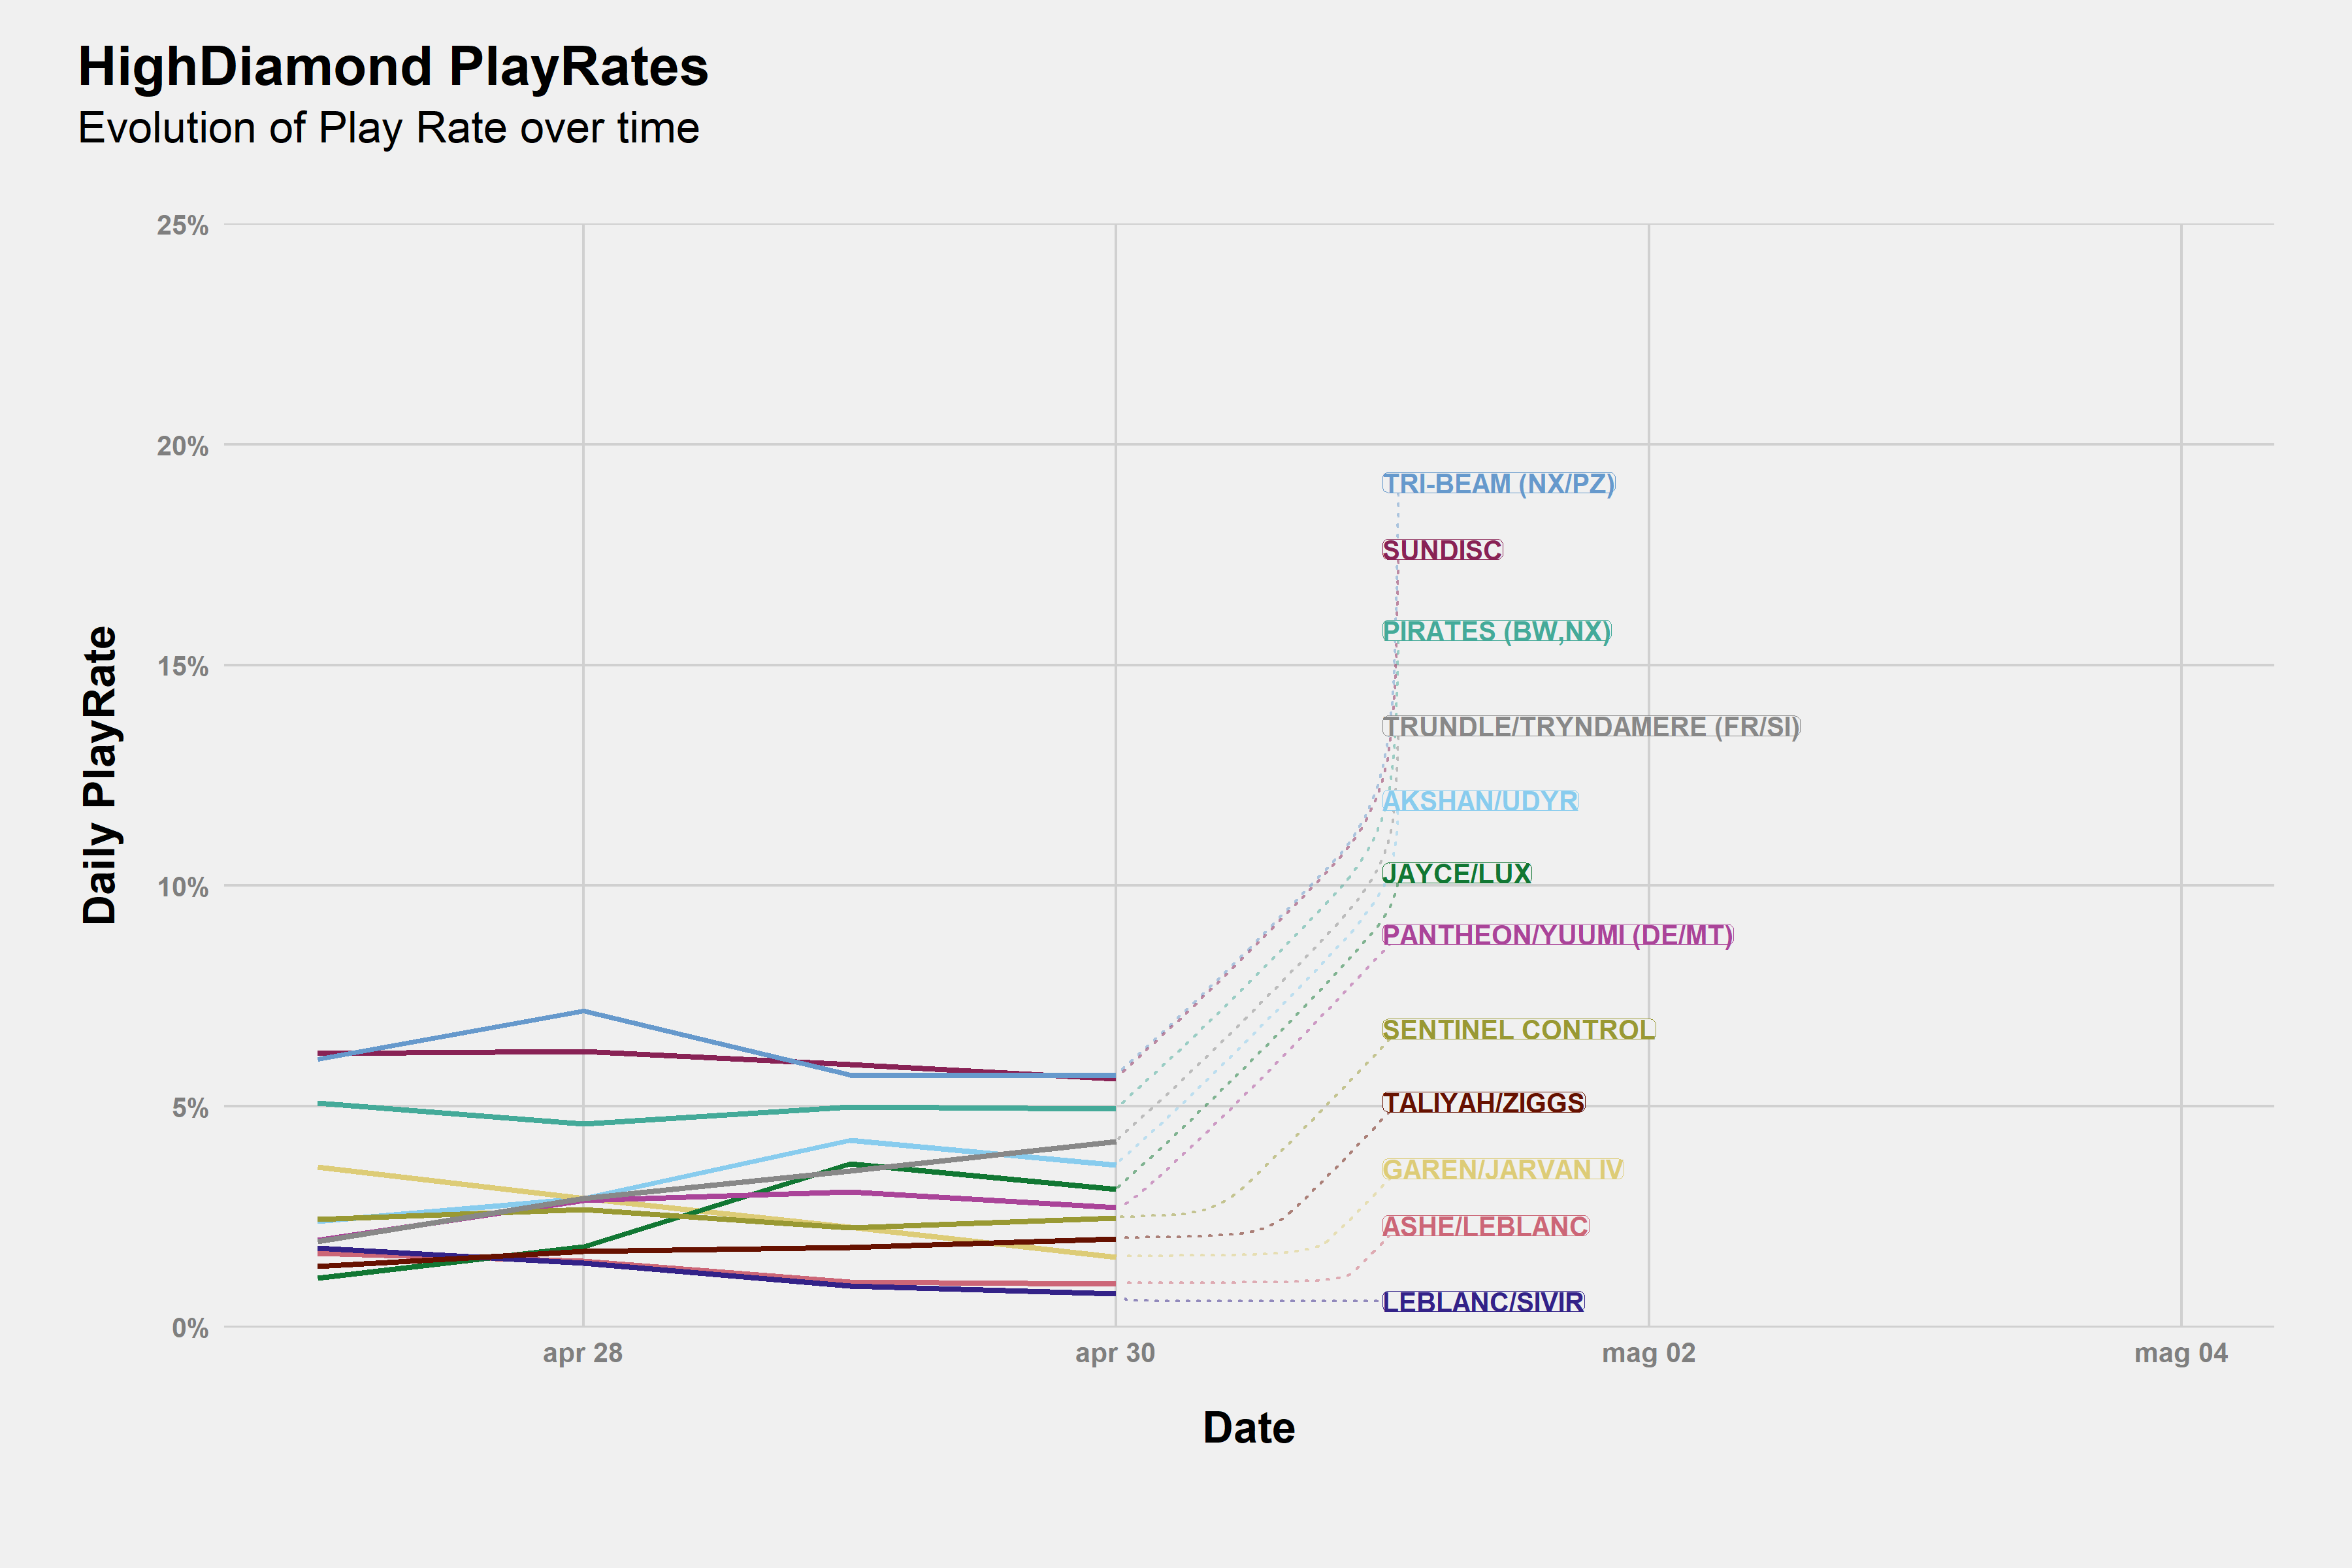 HighDiamond PlayRates
Evolution of Play Rate over time
25%
20%
15%
10%
5%
0%
Daily PlayRate
TRI-BEAM (NX/PZ)
SUNDISC
PIRATES (BW,NX)
TRUNDLE/TRYNDAMERE (FR/SI)
AKSHAN/UDYR
JAYCE/LUX
PANTHEON/YUUMI (DE/MT)
SENTINEL CONTROL
TALIYAH/ZIGGS
GAREN/JARVAN IV
ASHE/LEBLANC
LEBLANC/SIVIR
apr 28
apr 30
mag 02
mag 04
Date